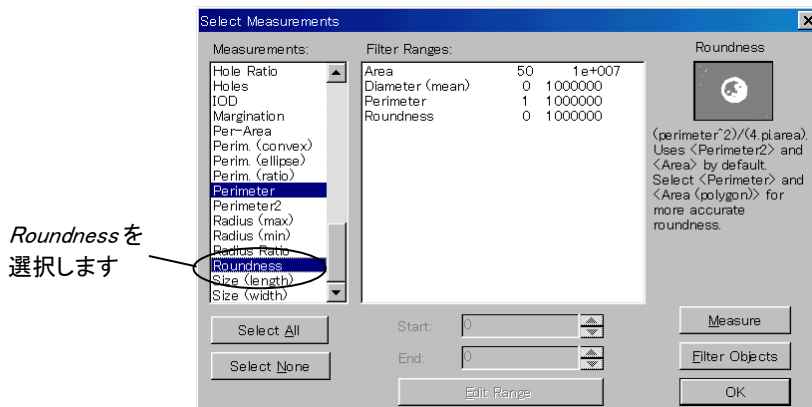 Select Measurements
Measurements:
Hole Ratio
Holes
IOD
Margination
Per-Area
Perim. (convex)
Perim. (ellipse)
Perim. (ratio)
Perimeter
Perimeter2
Radius (max)
Radius (min)
Radius Ratio
Roundness
Size (length)
Size (width)
Filter Ranges:
Area 50 1e+007
Diameter (mean) 0 1000000
Perimeter 1 1000000
Roundness 0 1000000
Roundness
(perimeter^2)/(4.pi.area).
Uses <Perimeter2> and
<Area> by default.
Select <Perimeter> and
<Area (polygon)> for
more accurate
roundness.
Roundnessを
選択します
Select All
Select None
Start: 0
End: 0
Edit Range
Measure
Filter Objects
OK